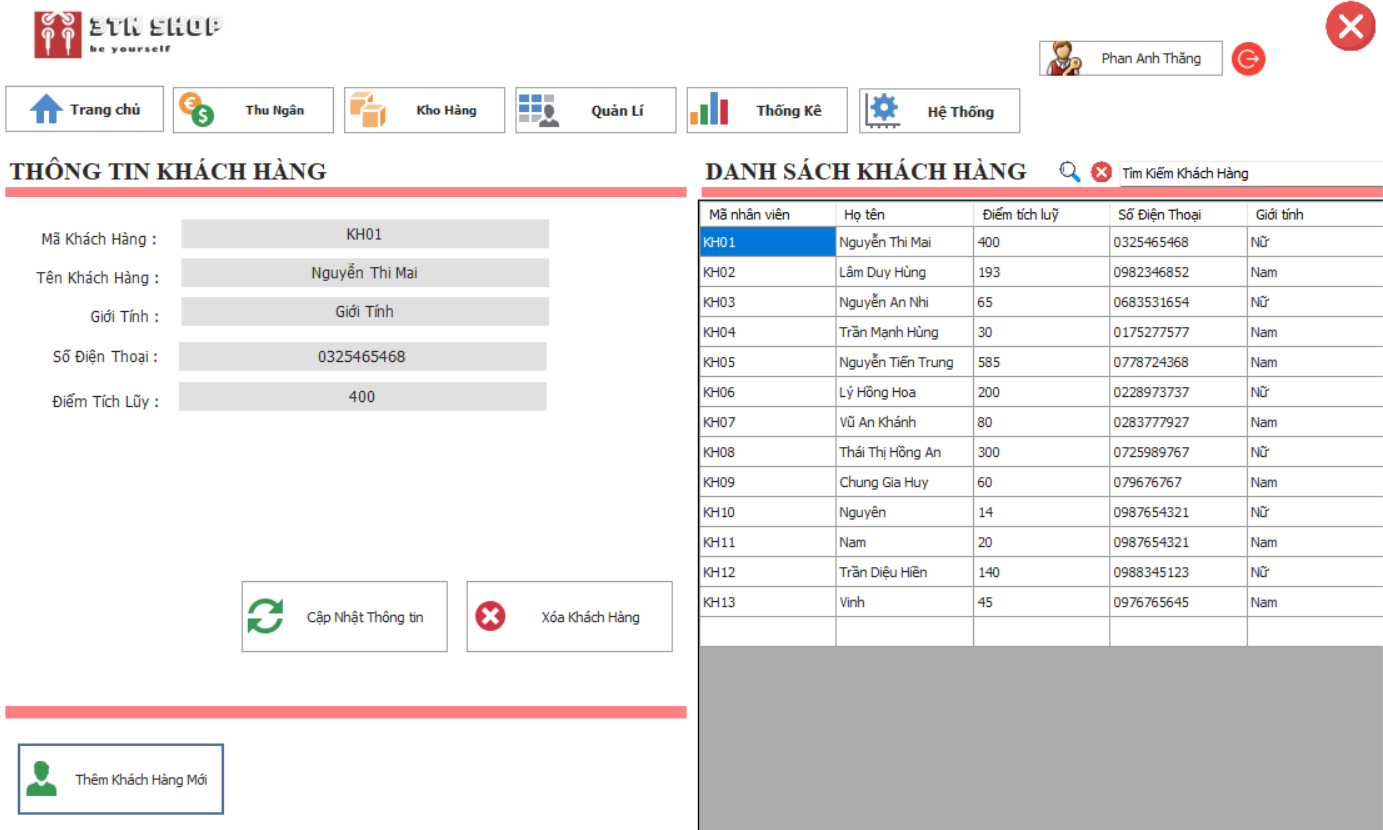 3TN SHOP
be yourself
Phan Anh Thăng
Trang chủ
Thu Ngân
Kho Hàng
Quản Lí
Thống Kê
Hệ Thống
THÔNG TIN KHÁCH HÀNG
Mã Khách Hàng : KH01
Tên Khách Hàng : Nguyễn Thi Mai
Giới Tính : Giới Tính
Số Điện Thoại : 0325465468
Điểm Tích Lũy : 400
Cập Nhật Thông tin
Xóa Khách Hàng
Thêm Khách Hàng Mới
DANH SÁCH KHÁCH HÀNG
Tìm Kiếm Khách Hàng
Mã nhân viên Họ tên Điểm tích luỹ Số Điện Thoại Giới tính
KH01 Nguyễn Thi Mai 400 0325465468 Nữ
KH02 Lâm Duy Hùng 193 0982346852 Nam
KH03 Nguyễn An Nhi 65 0683531654 Nữ
KH04 Trần Mạnh Hùng 30 0175277577 Nam
KH05 Nguyễn Tiến Trung 585 0778724368 Nam
KH06 Lý Hồng Hoa 200 0228973737 Nữ
KH07 Vũ An Khánh 80 0283777927 Nam
KH08 Thái Thị Hồng An 300 0725989767 Nữ
KH09 Chung Gia Huy 60 079676767 Nam
KH10 Nguyên 14 0987654321 Nữ
KH11 Nam 20 0987654321 Nam
KH12 Trần Diệu Hiền 140 0988345123 Nữ
KH13 Vinh 45 0976765645 Nam